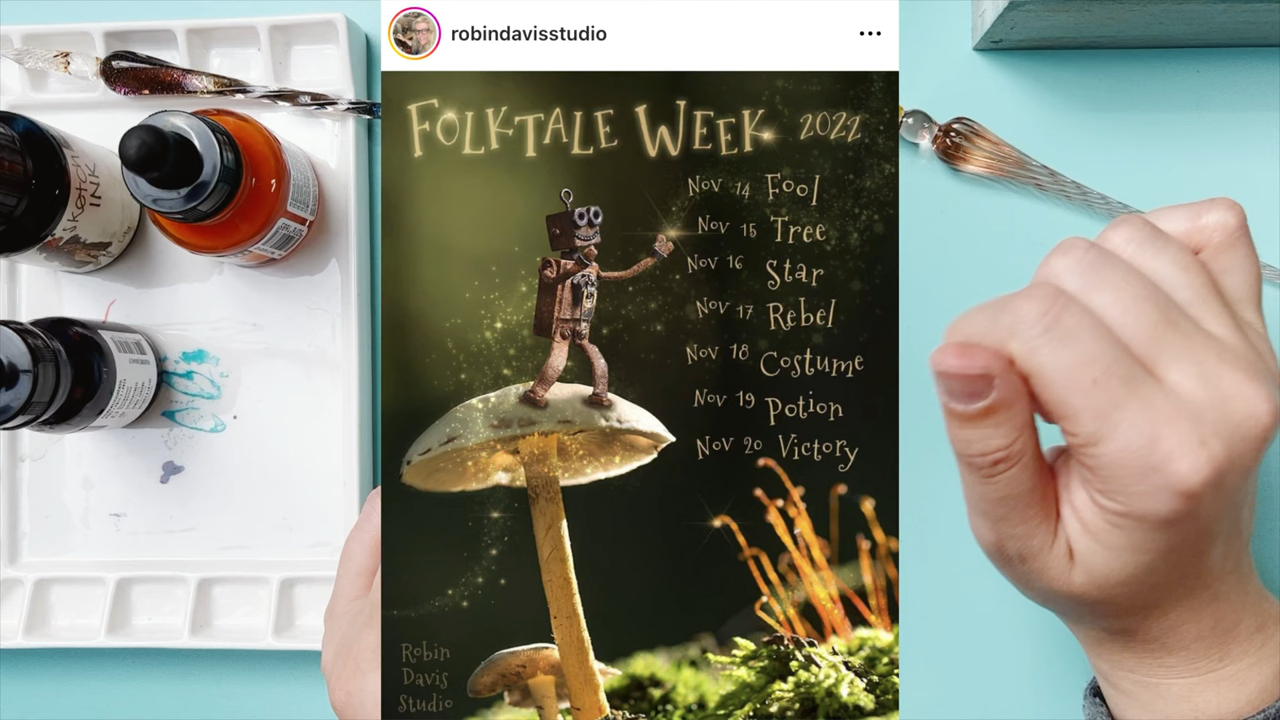 robindavisstudio
FOLKTALE WEEK 2022
Nov 14 Fool
Nov 15 Tree
Nov 16 Star
Nov 17 Rebel
Nov 18 Costume
Nov 19 Potion
Nov 20 Victory
Robin
Davis
Studio
Sketch
INK